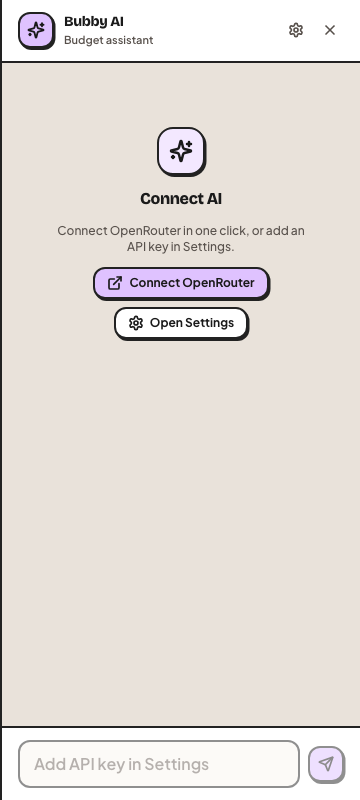 Bubby AI
Budget assistant
Connect AI
Connect OpenRouter in one click, or add an
API key in Settings.
Connect OpenRouter
Open Settings
Add API key in Settings